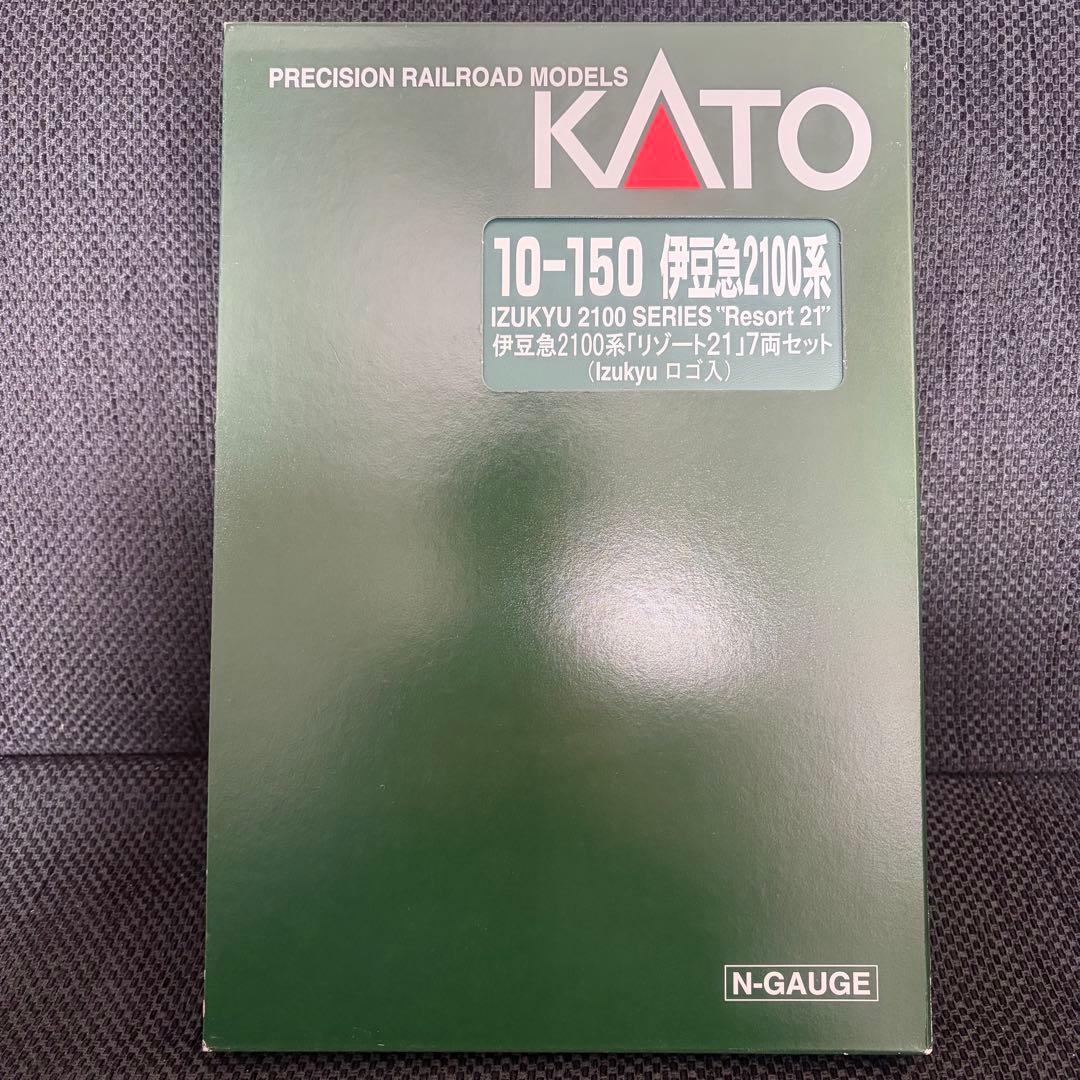 PRECISION RAILROAD MODELS
KATO
10-150 伊豆急2100系
IZUKYU 2100 SERIES "Resort 21"
伊豆急2100系「リゾート21」7両セット
(Izukyu ロゴ入)
N-GAUGE